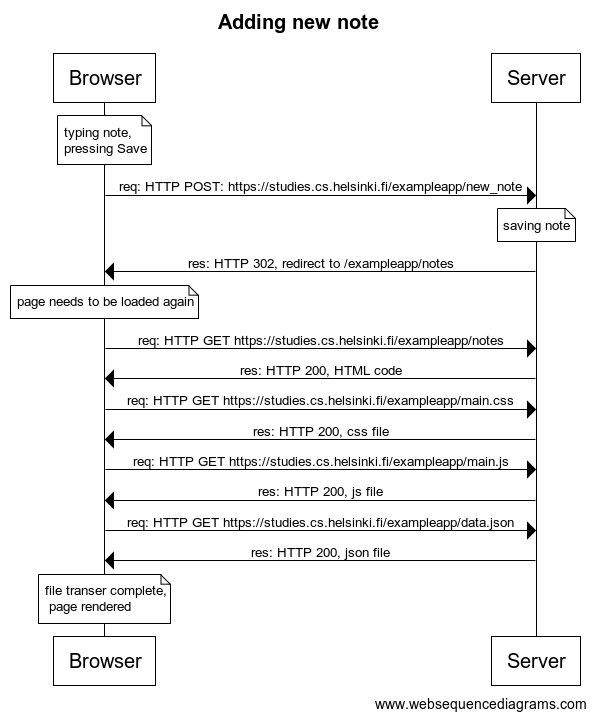 Adding new note
Browser
Server
typing note,
pressing Save
req: HTTP POST: https://studies.cs.helsinki.fi/exampleapp/new_note
saving note
res: HTTP 302, redirect to /exampleapp/notes
page needs to be loaded again
req: HTTP GET https://studies.cs.helsinki.fi/exampleapp/notes
res: HTTP 200, HTML code
req: HTTP GET https://studies.cs.helsinki.fi/exampleapp/main.css
res: HTTP 200, css file
req: HTTP GET https://studies.cs.helsinki.fi/exampleapp/main.js
res: HTTP 200, js file
req: HTTP GET https://studies.cs.helsinki.fi/exampleapp/data.json
res: HTTP 200, json file
file transer complete,
page rendered
Browser
Server
www.websequencediagrams.com